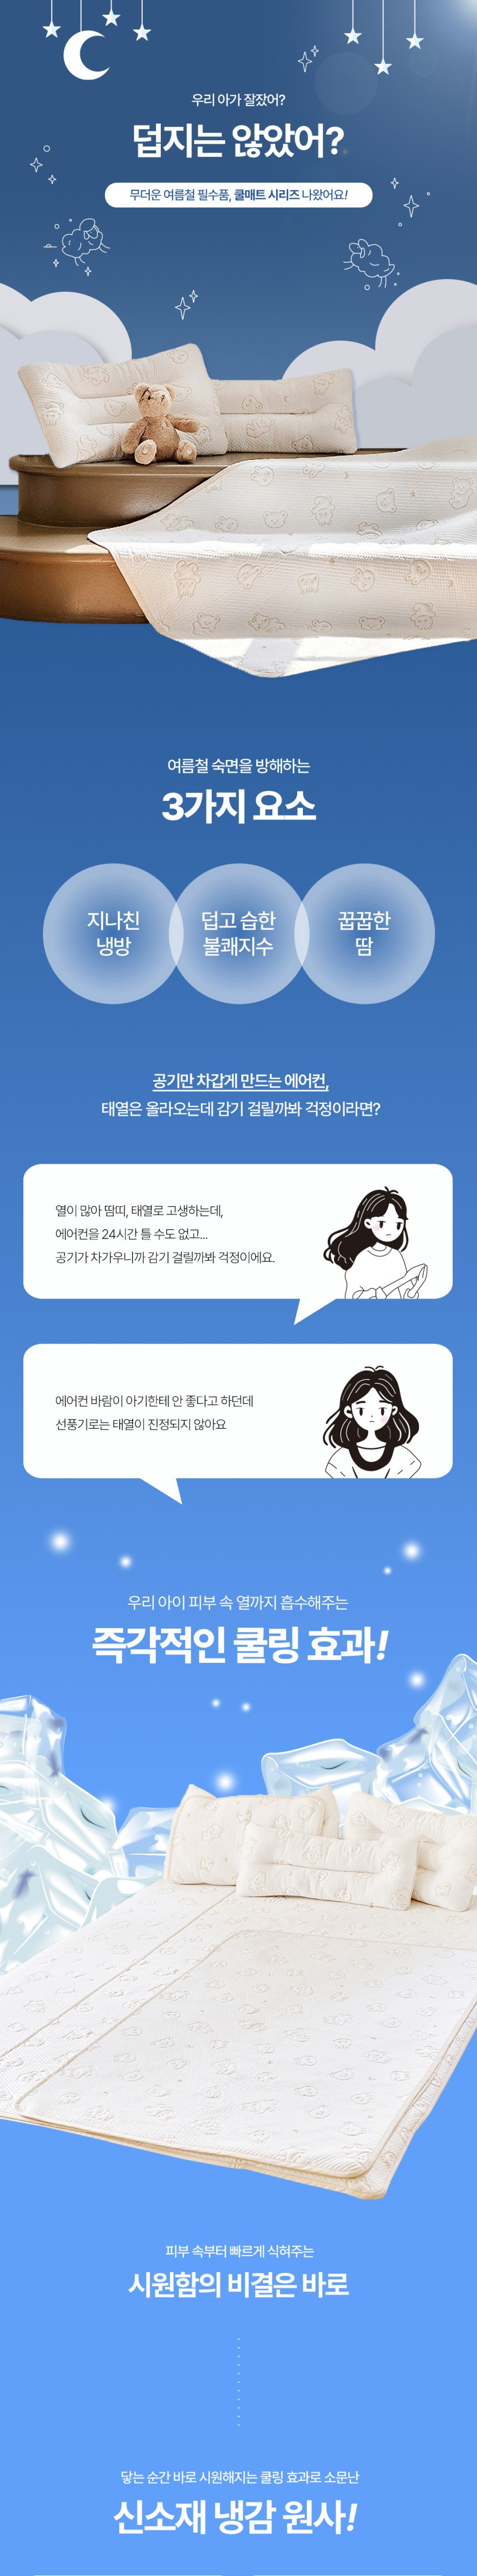 우리 아가 잘잤어?
덥지는 않았어?
무더운 여름철 필수품, 쿨매트 시리즈 나왔어요!
여름철 숙면을 방해하는
3가지 요소
지나친
냉방
덥고 습한
불쾌지수
꿉꿉한
땀
공기만 차갑게 만드는 에어컨,
태열은 올라오는데 감기 걸릴까봐 걱정이라면?
열이 많아 땀띠, 태열로 고생하는데,
에어컨을 24시간 틀 수도 없고...
공기가 차가우니까 감기 걸릴까봐 걱정이에요.
에어컨 바람이 아기한테 안 좋다고 하던데
선풍기로는 태열이 진정되지 않아요
우리 아이 피부 속 열까지 흡수해주는
즉각적인 쿨링 효과!
피부 속부터 빠르게 식혀주는
시원함의 비결은 바로
닿는 순간 바로 시원해지는 쿨링 효과로 소문난
신소재 냉감 원사!